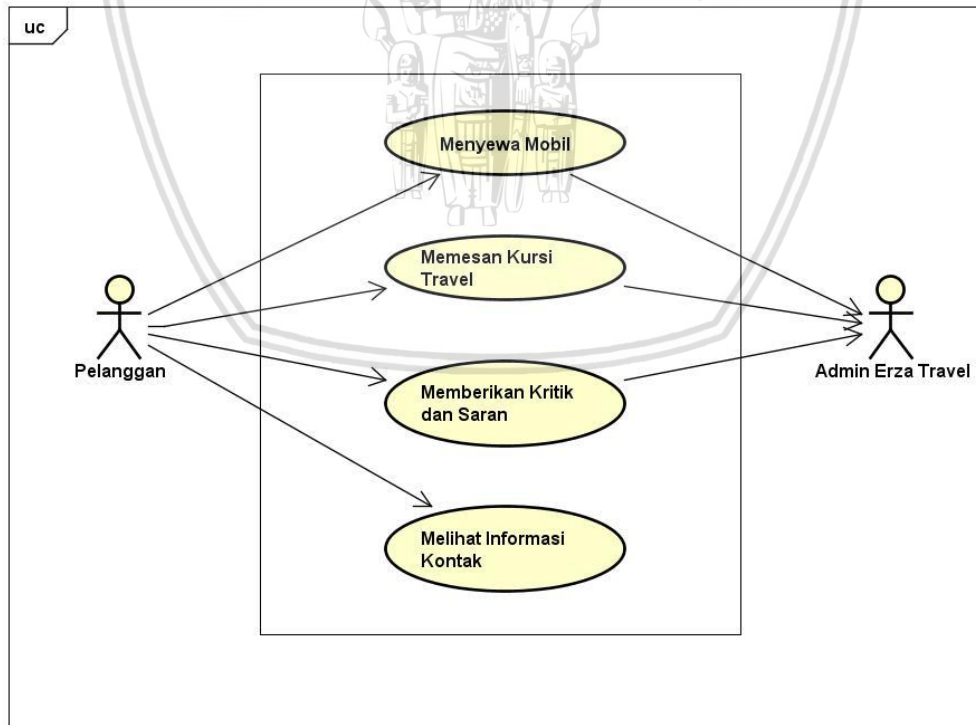 uc
Menyewa Mobil
Memesan Kursi
Travel
Pelanggan
Admin Erza Travel
Memberikan Kritik
dan Saran
Melihat Informasi
Kontak